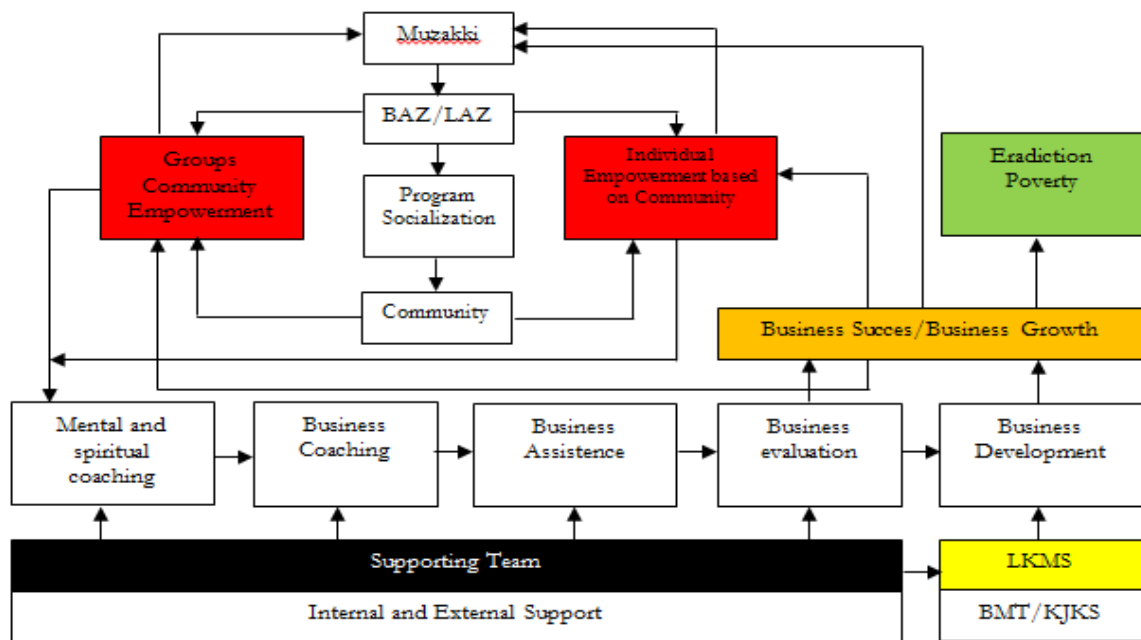 Muzakki
BAZ/LAZ
Groups
Community
Empowerment
Individual
Empowerment based
on Community
Eradiction
Poverty
Program
Socialization
Community
Business Succes/Business Growth
Mental and
spiritual
coaching
Business
Coaching
Business
Assistence
Business
evaluation
Business
Development
Supporting Team
LKMS
Internal and External Support
BMT/KJKS